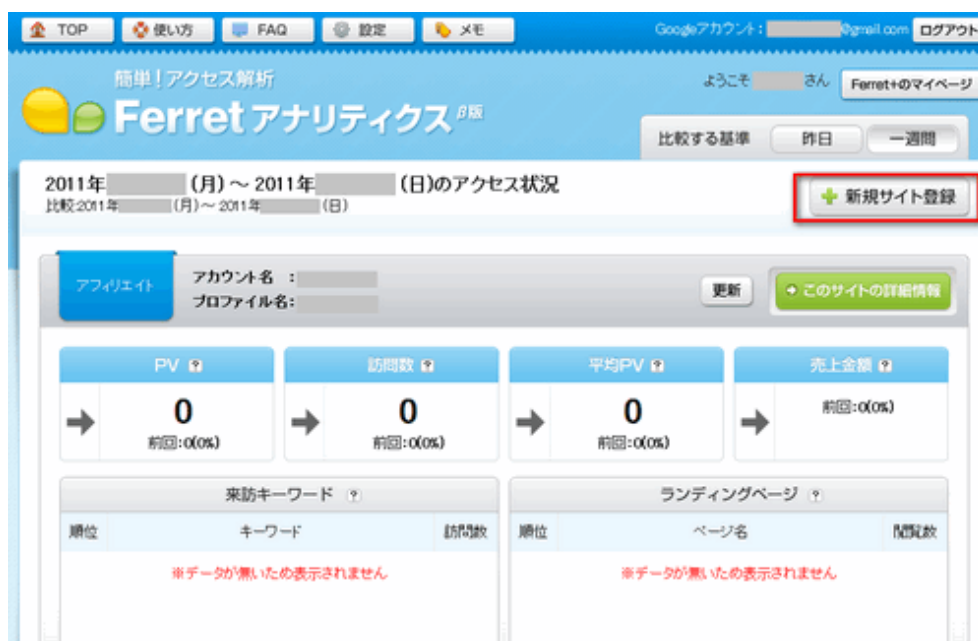 TOP 使い方 FAQ 設定 メモ Googleアカウント: @gmail.com ログアウト
簡単!アクセス解析
Ferret アナリティクス β版
ようこそ さん Ferret+のマイページ
比較する基準 昨日 一週間
2011年 (月) ～ 2011年 (日)のアクセス状況
比較:2011年 (月)～ 2011年 (日)
新規サイト登録
アフィリエイト
アカウント名 :
プロファイル名:
更新 このサイトの詳細情報
PV ? 訪問数 ? 平均PV ? 売上金額 ?
0 0 0
前回:0(0%) 前回:0(0%) 前回:0(0%) 前回:0(0%)
来訪キーワード ? ランディングページ ?
順位 キーワード 訪問数 順位 ページ名 閲覧数
※データが無いため表示されません ※データが無いため表示されません